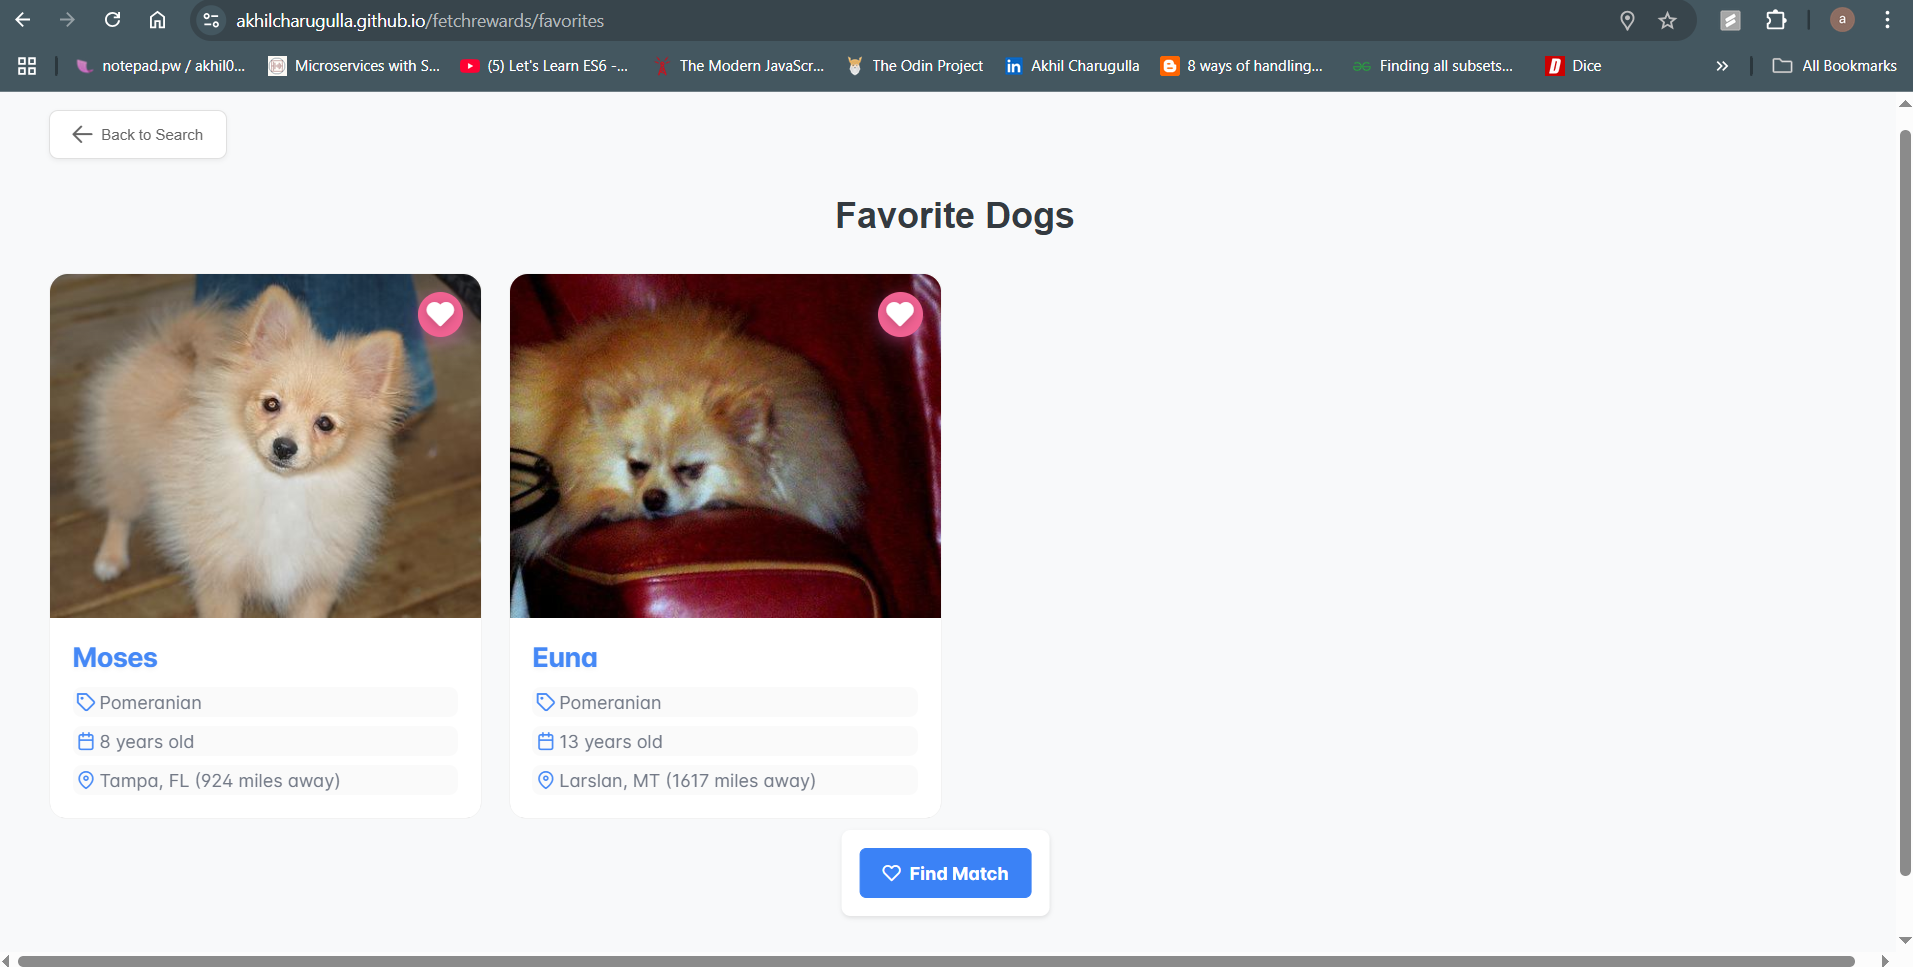 akhilcharugulla.github.io/fetchrewards/favorites
a
notepad.pw / akhil0... Microservices with S... (5) Let's Learn ES6 -... The Modern JavaScr... The Odin Project Akhil Charugulla 8 ways of handling... Finding all subsets... Dice All Bookmarks
Back to Search
Favorite Dogs
Moses
Pomeranian
8 years old
Tampa, FL (924 miles away)
Euna
Pomeranian
13 years old
Larslan, MT (1617 miles away)
Find Match